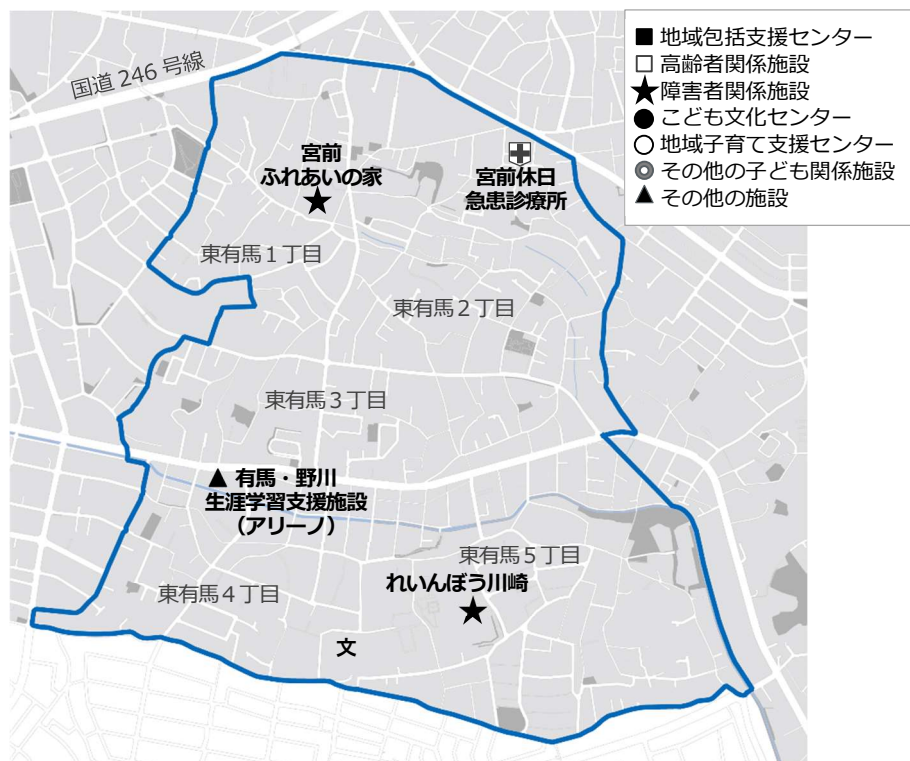 ■ 地域包括支援センター
□ 高齢者関係施設
★ 障害者関係施設
● こども文化センター
○ 地域子育て支援センター
◎ その他の子ども関係施設
▲ その他の施設
国道 246 号線
宮前
ふれあいの家
宮前休日
急患診療所
東有馬1丁目
東有馬2丁目
東有馬3丁目
▲ 有馬・野川
生涯学習支援施設
（アリーノ）
東有馬5丁目
れいんぼう川崎
東有馬4丁目
文